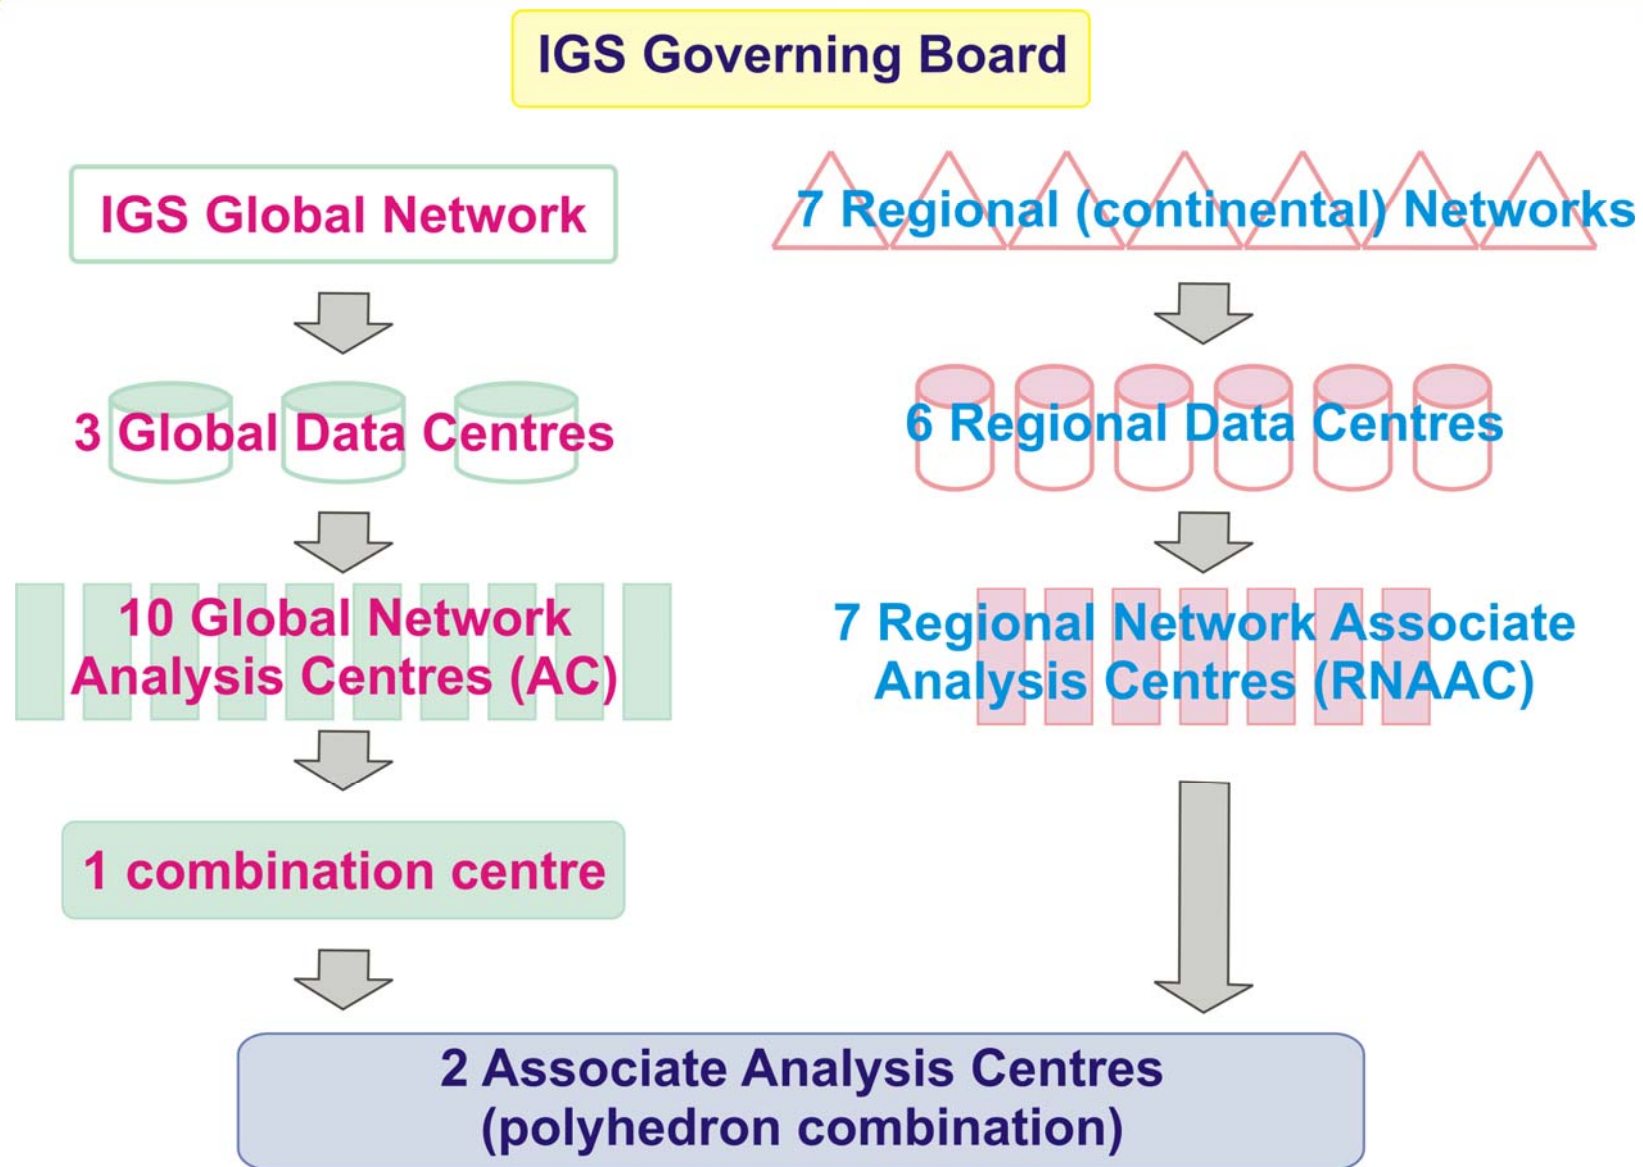 IGS Governing Board
IGS Global Network
7 Regional (continental) Networks
3 Global Data Centres
6 Regional Data Centres
10 Global Network
Analysis Centres (AC)
7 Regional Network Associate
Analysis Centres (RNAAC)
1 combination centre
2 Associate Analysis Centres
(polyhedron combination)